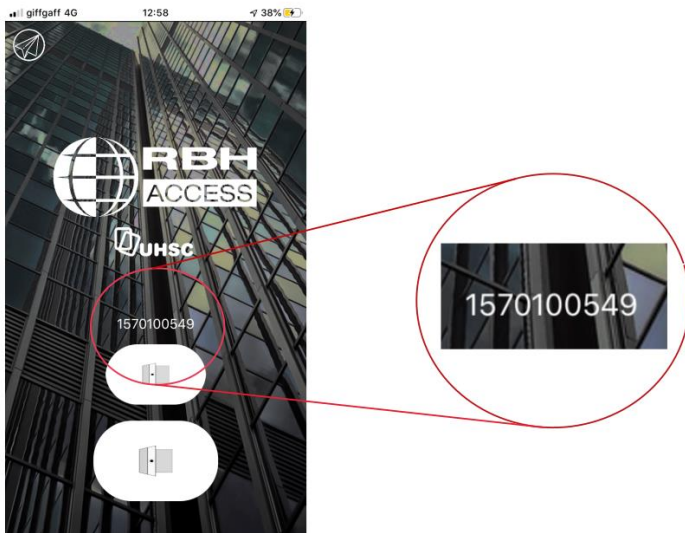 giffgaff 4G 12:58 38%
RBH
ACCESS
UHSC
1570100549
1570100549